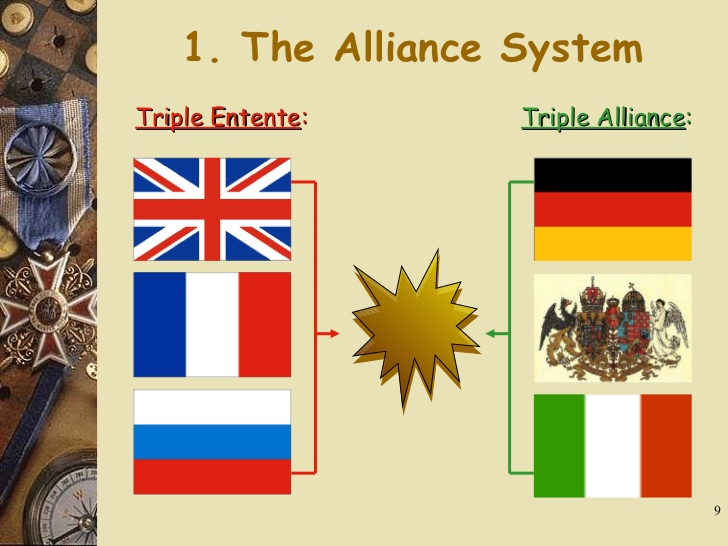 1. The Alliance System
Triple Entente:
Triple Alliance:
9